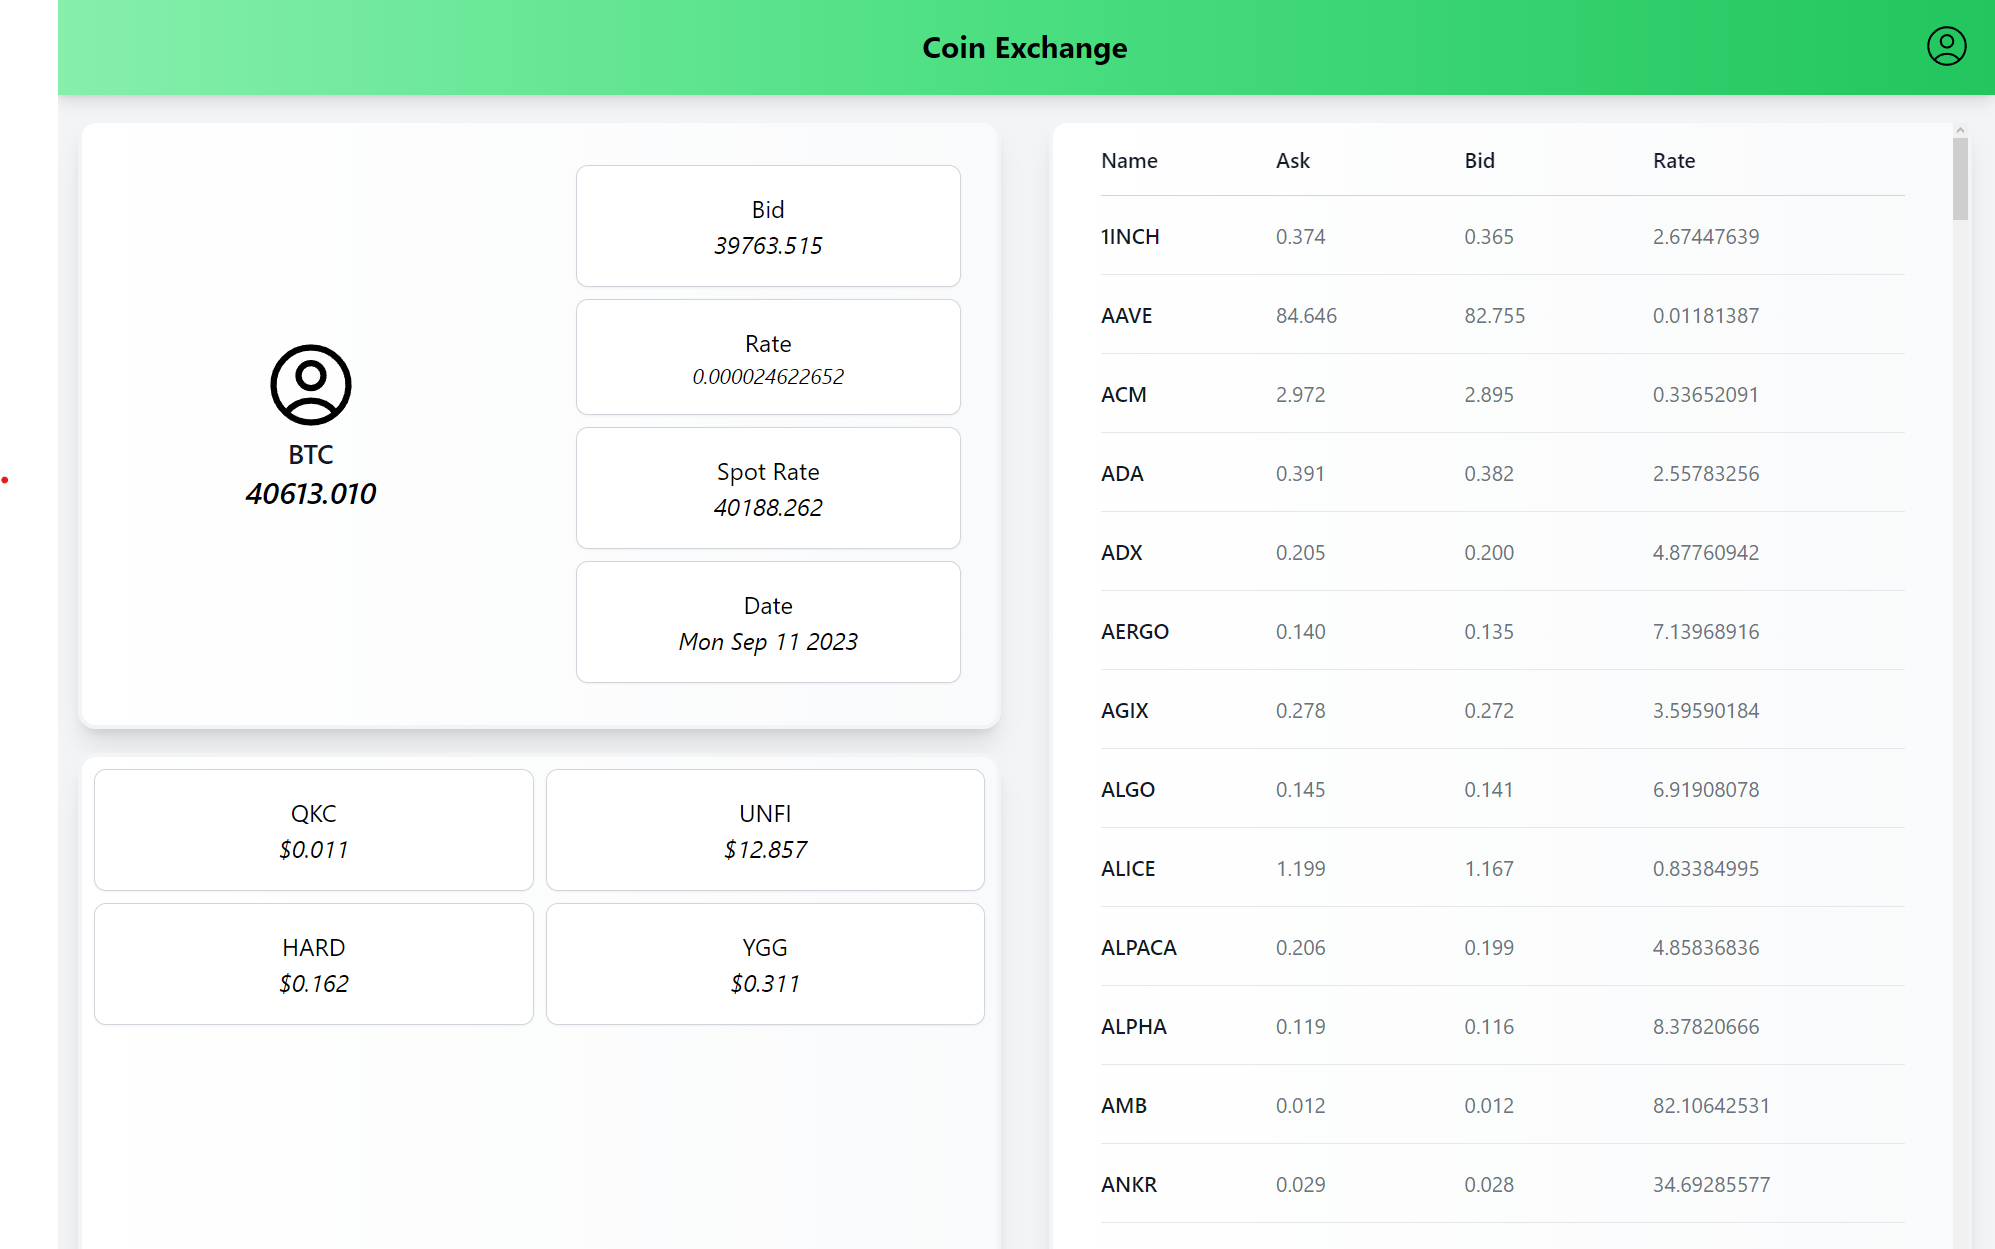 Coin Exchange
BTC
40613.010
Bid
39763.515
Rate
0.000024622652
Spot Rate
40188.262
Date
Mon Sep 11 2023
QKC
$0.011
UNFI
$12.857
HARD
$0.162
YGG
$0.311
Name Ask Bid Rate
1INCH 0.374 0.365 2.67447639
AAVE 84.646 82.755 0.01181387
ACM 2.972 2.895 0.33652091
ADA 0.391 0.382 2.55783256
ADX 0.205 0.200 4.87760942
AERGO 0.140 0.135 7.13968916
AGIX 0.278 0.272 3.59590184
ALGO 0.145 0.141 6.91908078
ALICE 1.199 1.167 0.83384995
ALPACA 0.206 0.199 4.85836836
ALPHA 0.119 0.116 8.37820666
AMB 0.012 0.012 82.10642531
ANKR 0.029 0.028 34.69285577